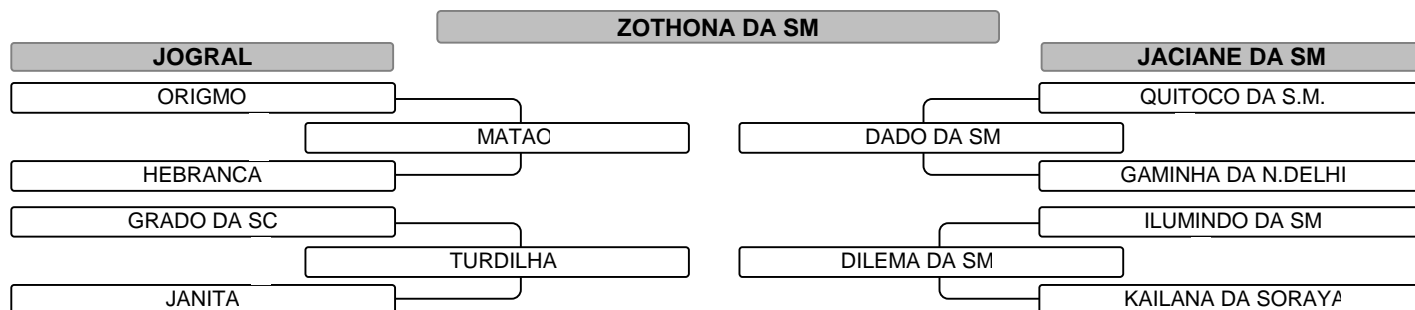 ZOTHONA DA SM
JOGRAL
JACIANE DA SM
ORIGMO
QUITOCO DA S.M.
MATAO
DADO DA SM
HEBRANCA
GAMINHA DA N.DELHI
GRADO DA SC
ILUMINDO DA SM
TURDILHA
DILEMA DA SM
JANITA
KAILANA DA SORAYA